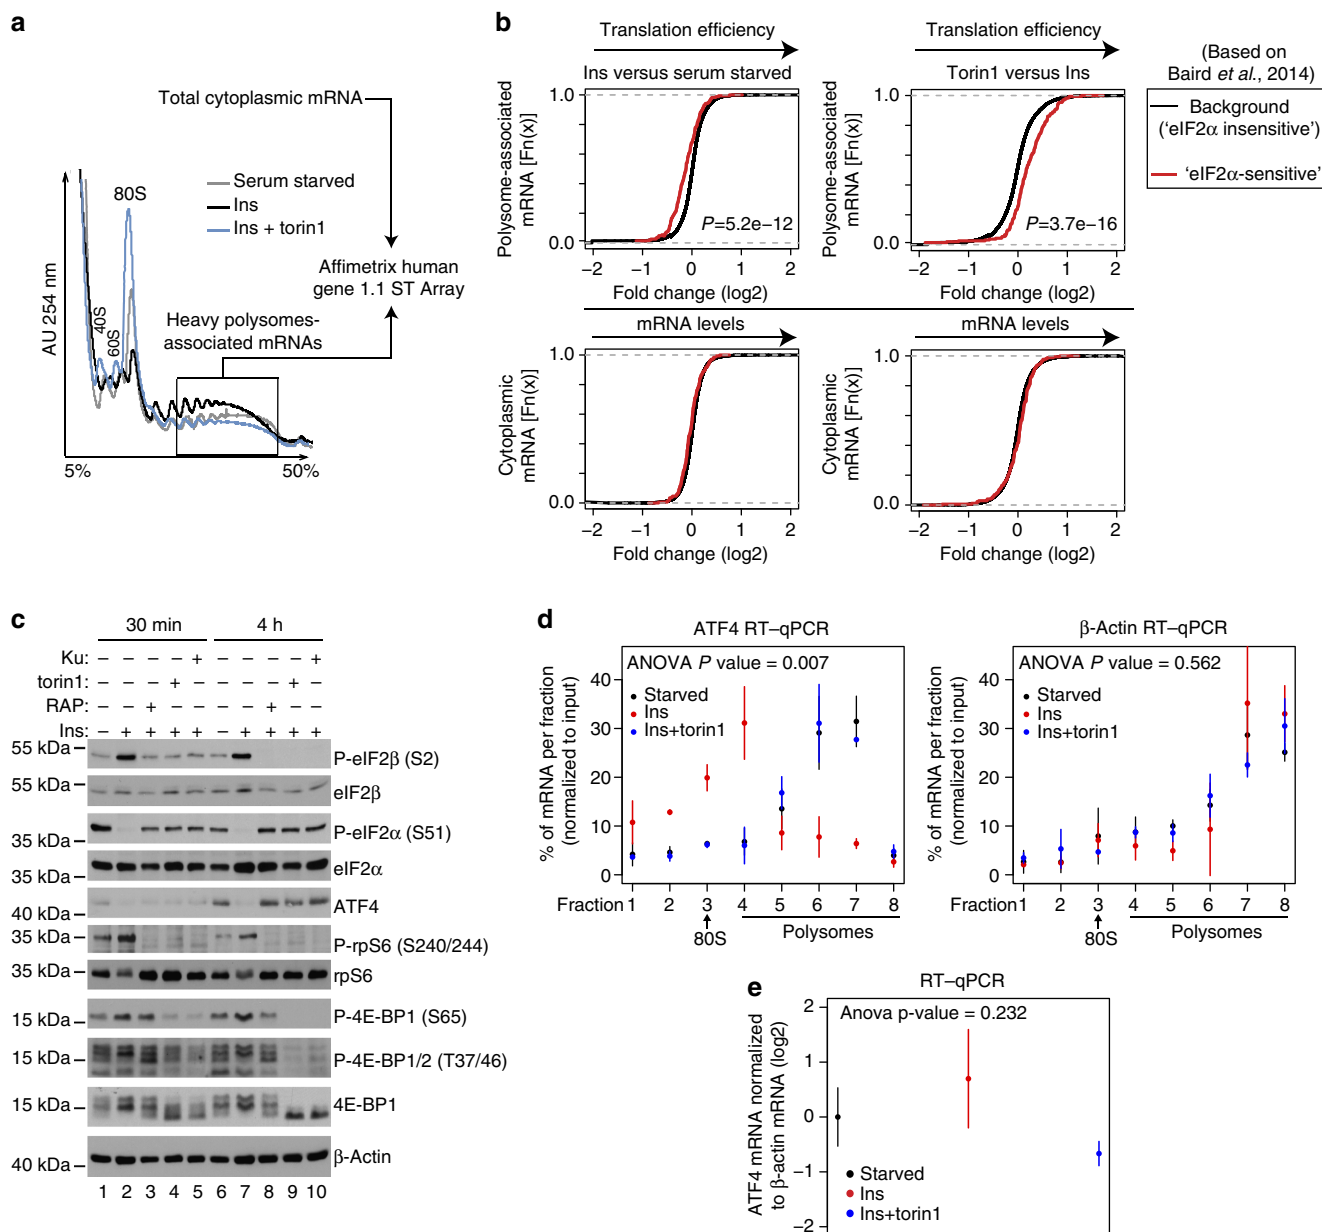 a
Total cytoplasmic mRNA
Serum starved
Ins
Ins + torin1
80S
40S
60S
AU 254 nm
Affimetrix human
gene 1.1 ST Array
Heavy polysomes-
associated mRNAs
5%
50%
b
Translation efficiency
Ins versus serum starved
Polysome-associated
mRNA [Fn(x)]
1.0
0.0
P=5.2e−12
−2 −1 0 1 2
Fold change (log2)
Translation efficiency
Torin1 versus Ins
Polysome-associated
mRNA [Fn(x)]
1.0
0.0
P=3.7e−16
−2 −1 0 1 2
Fold change (log2)
(Based on
Baird et al., 2014)
Background
('eIF2α insensitive')
'eIF2α-sensitive'
mRNA levels
Cytoplasmic
mRNA [Fn(x)]
1.0
0.0
−2 −1 0 1 2
Fold change (log2)
mRNA levels
Cytoplasmic
mRNA [Fn(x)]
1.0
0.0
−2 −1 0 1 2
Fold change (log2)
c
30 min 4 h
Ku: − − − − + − − − − +
torin1: − − − + − − − − + −
RAP: − − + − − − − + − −
Ins: − + + + + − + + + +
55 kDa P-eIF2β (S2)
55 kDa eIF2β
35 kDa P-eIF2α (S51)
35 kDa eIF2α
40 kDa ATF4
35 kDa P-rpS6 (S240/244)
35 kDa rpS6
15 kDa P-4E-BP1 (S65)
15 kDa P-4E-BP1/2 (T37/46)
15 kDa 4E-BP1
40 kDa β-Actin
1 2 3 4 5 6 7 8 9 10
d
ATF4 RT–qPCR
ANOVA P value = 0.007
Starved
Ins
Ins+torin1
% of mRNA per fraction
(normalized to input)
40
30
20
10
0
Fraction 1 2 3 4 5 6 7 8
80S
Polysomes
β-Actin RT–qPCR
ANOVA P value = 0.562
Starved
Ins
Ins+torin1
% of mRNA per fraction
(normalized to input)
40
30
20
10
0
Fraction 1 2 3 4 5 6 7 8
80S
Polysomes
e
RT–qPCR
Anova p-value = 0.232
ATF4 mRNA normalized
to β-actin mRNA (log2)
2
1
0
−1
−2
Starved
Ins
Ins+torin1